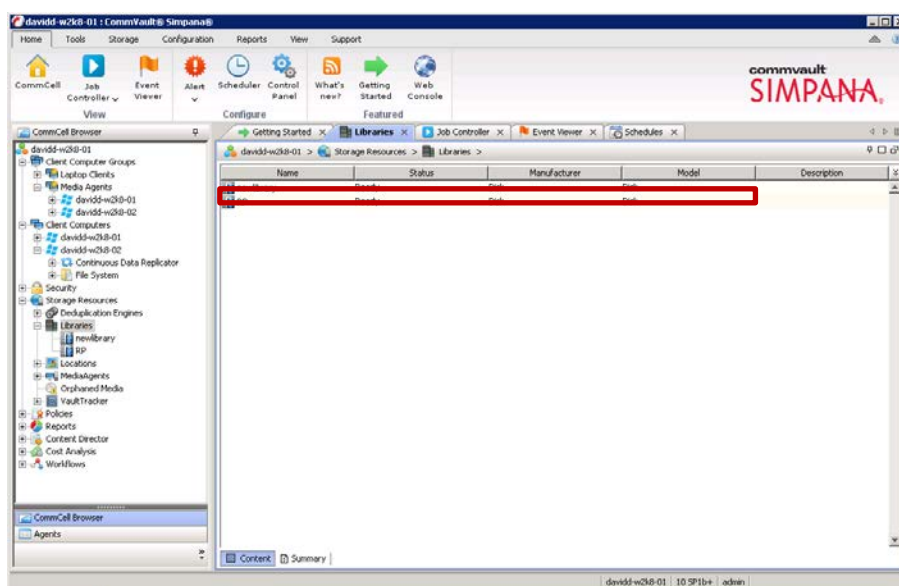 davidd-w2k8-01 : CommVault® Simpana®
Home Tools Storage Configuration Reports View Support
CommCell Job Controller Event Viewer Alert Scheduler Control Panel What's new? Getting Started Web Console
View Configure Featured
commvault
SIMPANA®
CommCell Browser
Getting Started Libraries Job Controller Event Viewer Schedules
davidd-w2k8-01 > Storage Resources > Libraries >
Name Status Manufacturer Model Description
davidd-w2k8-01
Client Computer Groups
Laptop Clients
Media Agents
davidd-w2k8-01
davidd-w2k8-02
Client Computers
davidd-w2k8-01
davidd-w2k8-02
Continuous Data Replicator
File System
Security
Storage Resources
Deduplication Engines
Libraries
newlibrary
RP
Locations
MediaAgents
Orphaned Media
VaultTracker
Policies
Reports
Content Director
Cost Analysis
Workflows
CommCell Browser
Agents
Content Summary
davidd-w2k8-01 10 SP1b+ admin